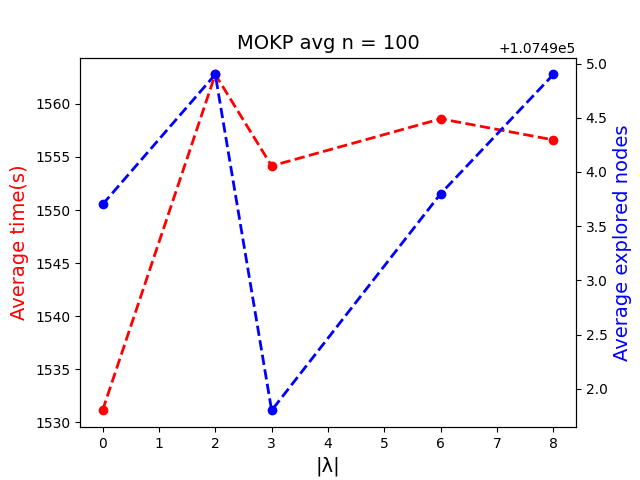 MOKP avg n = 100
+1.0749e5
1560
1555
1550
1545
1540
1535
1530
Average time(s)
5.0
4.5
4.0
3.5
3.0
2.5
2.0
Average explored nodes
0 1 2 3 4 5 6 7 8
|λ|